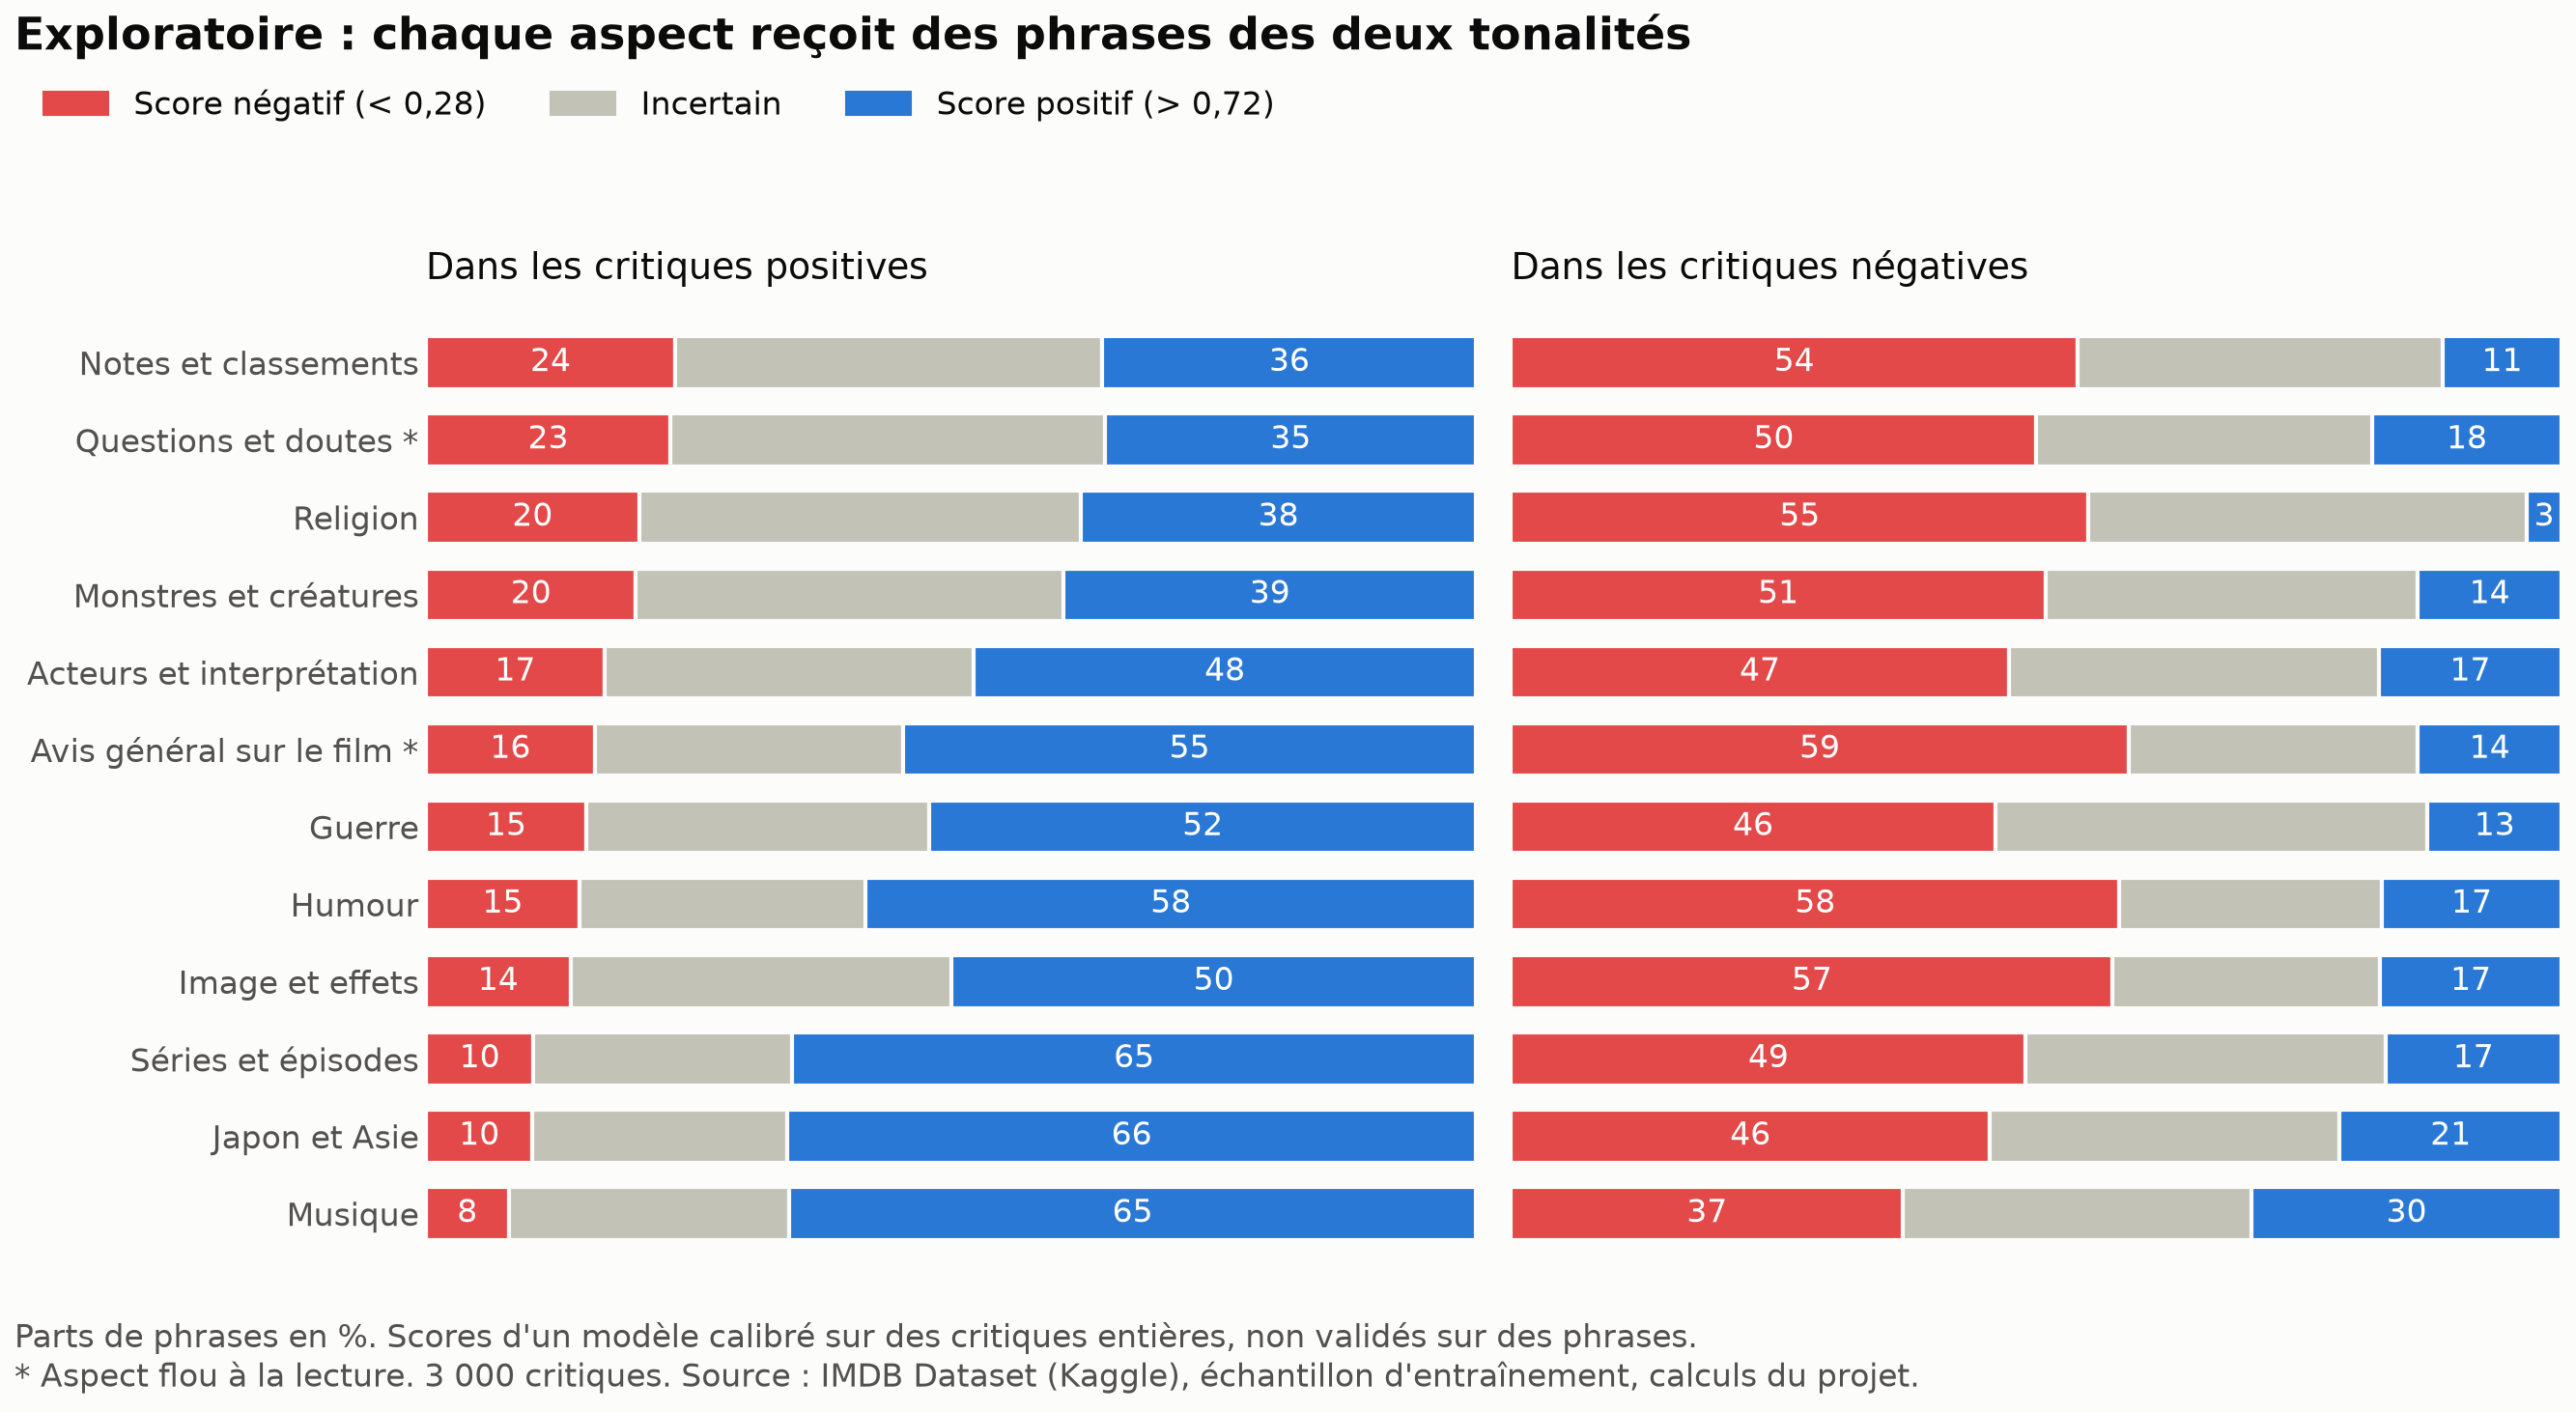 Exploratoire : chaque aspect reçoit des phrases des deux tonalités
Score négatif (< 0,28) Incertain Score positif (> 0,72)
Dans les critiques positives Dans les critiques négatives
Notes et classements 24 36 54 11
Questions et doutes * 23 35 50 18
Religion 20 38 55 3
Monstres et créatures 20 39 51 14
Acteurs et interprétation 17 48 47 17
Avis général sur le film * 16 55 59 14
Guerre 15 52 46 13
Humour 15 58 58 17
Image et effets 14 50 57 17
Séries et épisodes 10 65 49 17
Japon et Asie 10 66 46 21
Musique 8 65 37 30
Parts de phrases en %. Scores d'un modèle calibré sur des critiques entières, non validés sur des phrases.
* Aspect flou à la lecture. 3 000 critiques. Source : IMDB Dataset (Kaggle), échantillon d'entraînement, calculs du projet.